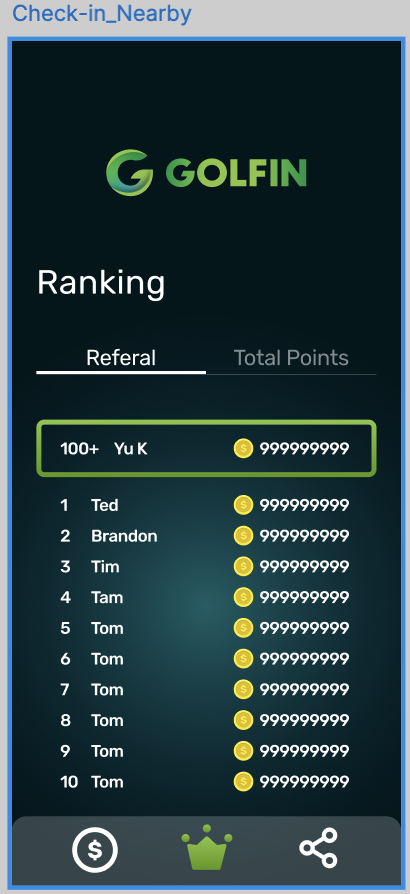 Check-in_Nearby
GOLFIN
Ranking
Referal Total Points
100+ Yu K $ 999999999
1 Ted $ 999999999
2 Brandon $ 999999999
3 Tim $ 999999999
4 Tam $ 999999999
5 Tom $ 999999999
6 Tom $ 999999999
7 Tom $ 999999999
8 Tom $ 999999999
9 Tom $ 999999999
10 Tom $ 999999999
$